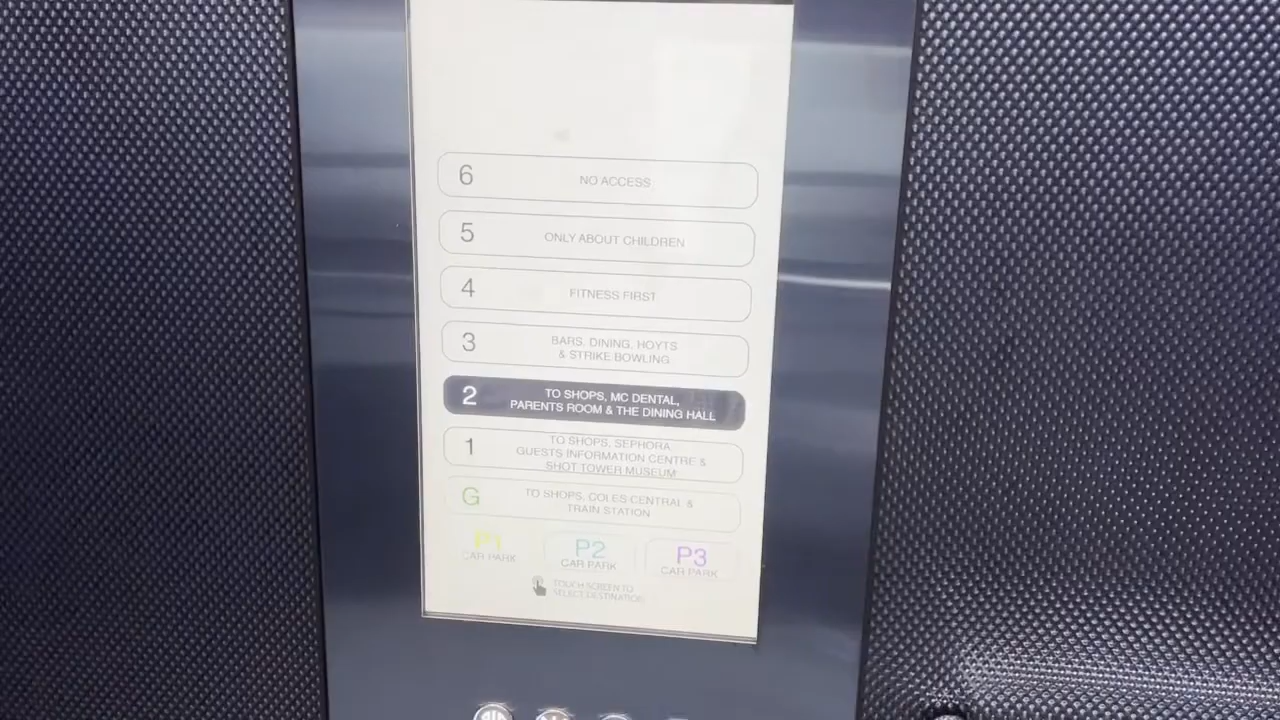 6 NO ACCESS
5 ONLY ABOUT CHILDREN
4 FITNESS FIRST
3 BARS, DINING, HOYTS
& STRIKE BOWLING
2 TO SHOPS, MC DENTAL,
PARENTS ROOM & THE DINING HALL
1 TO SHOPS, SEPHORA,
GUESTS INFORMATION CENTRE &
SHOT TOWER MUSEUM
G TO SHOPS, COLES CENTRAL &
TRAIN STATION
P1 P2 P3
CAR PARK CAR PARK CAR PARK
TOUCH SCREEN TO
SELECT DESTINATION